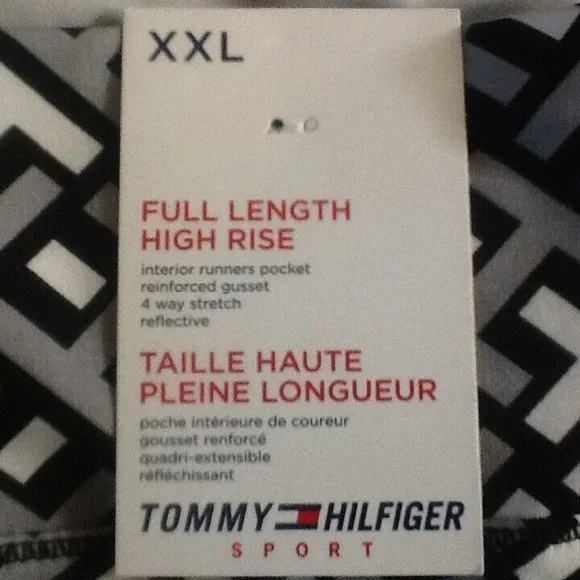 XXL
FULL LENGTH
HIGH RISE
interior runners pocket
reinforced gusset
4 way stretch
reflective
TAILLE HAUTE
PLEINE LONGUEUR
poche intérieure de coureur
gousset renforcé
quadri-extensible
réfléchissant
TOMMY HILFIGER
SPORT